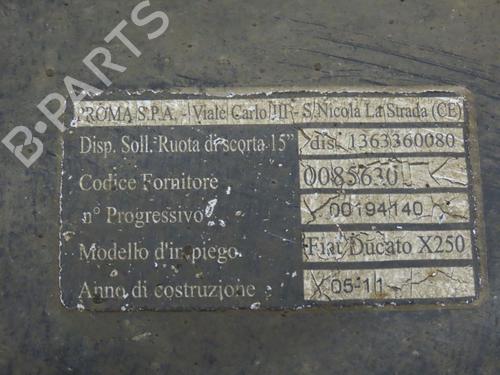 B-PARTS
PROMA S.P.A. - Viale Carlo III - S. Nicola La Strada (CE)
Disp. Soll. Ruota di scorta 15" dis. 1363360080
Codice Fornitore 0085630
n° Progressivo 00194140
Modello d'impiego Fiat Ducato X250
Anno di costruzione 05-11